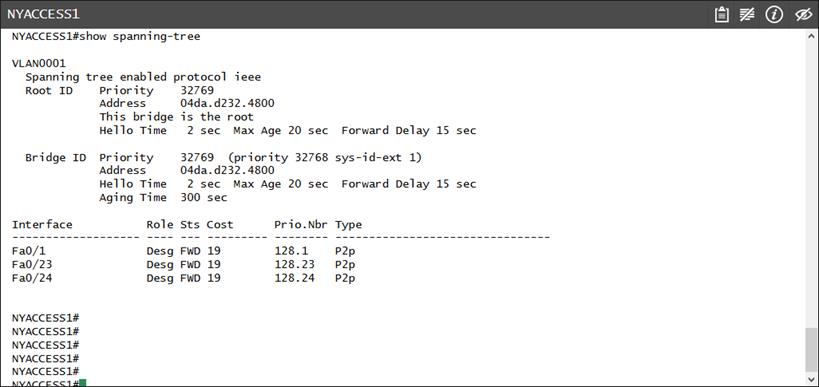 NYACCESS1
NYACCESS1#show spanning-tree
VLAN0001
  Spanning tree enabled protocol ieee
  Root ID    Priority    32769
             Address     04da.d232.4800
             This bridge is the root
             Hello Time   2 sec  Max Age 20 sec  Forward Delay 15 sec
  Bridge ID  Priority    32769  (priority 32768 sys-id-ext 1)
             Address     04da.d232.4800
             Hello Time   2 sec  Max Age 20 sec  Forward Delay 15 sec
             Aging Time  300 sec
Interface           Role Sts Cost      Prio.Nbr Type
------------------- ---- --- --------- -------- --------------------------------
Fa0/1               Desg FWD 19        128.1    P2p
Fa0/23              Desg FWD 19        128.23   P2p
Fa0/24              Desg FWD 19        128.24   P2p
NYACCESS1#
NYACCESS1#
NYACCESS1#
NYACCESS1#
NYACCESS1#
NYACCESS1#